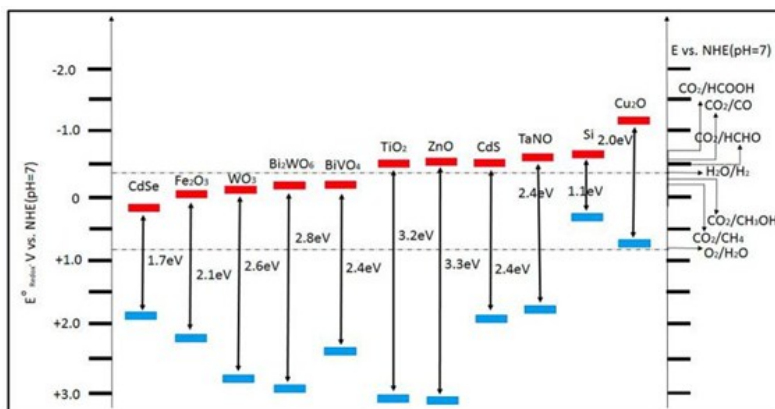 E vs. NHE(pH=7)
-2.0
CO₂/HCOOH
CO₂/CO
Cu₂O
-1.0
Si
2.0eV
CO₂/HCHO
TiO₂
ZnO
CdS
TaNO
Bi₂WO₆
BiVO₄
H₂O/H₂
CdSe
Fe₂O₃
WO₃
2.4eV
1.1eV
0
CO₂/CH₃OH
2.8eV
3.2eV
CO₂/CH₄
O₂/H₂O
1.7eV
2.1eV
2.6eV
2.4eV
3.3eV
2.4eV
+1.0
+2.0
+3.0
E° Redox, V vs. NHE(pH=7)